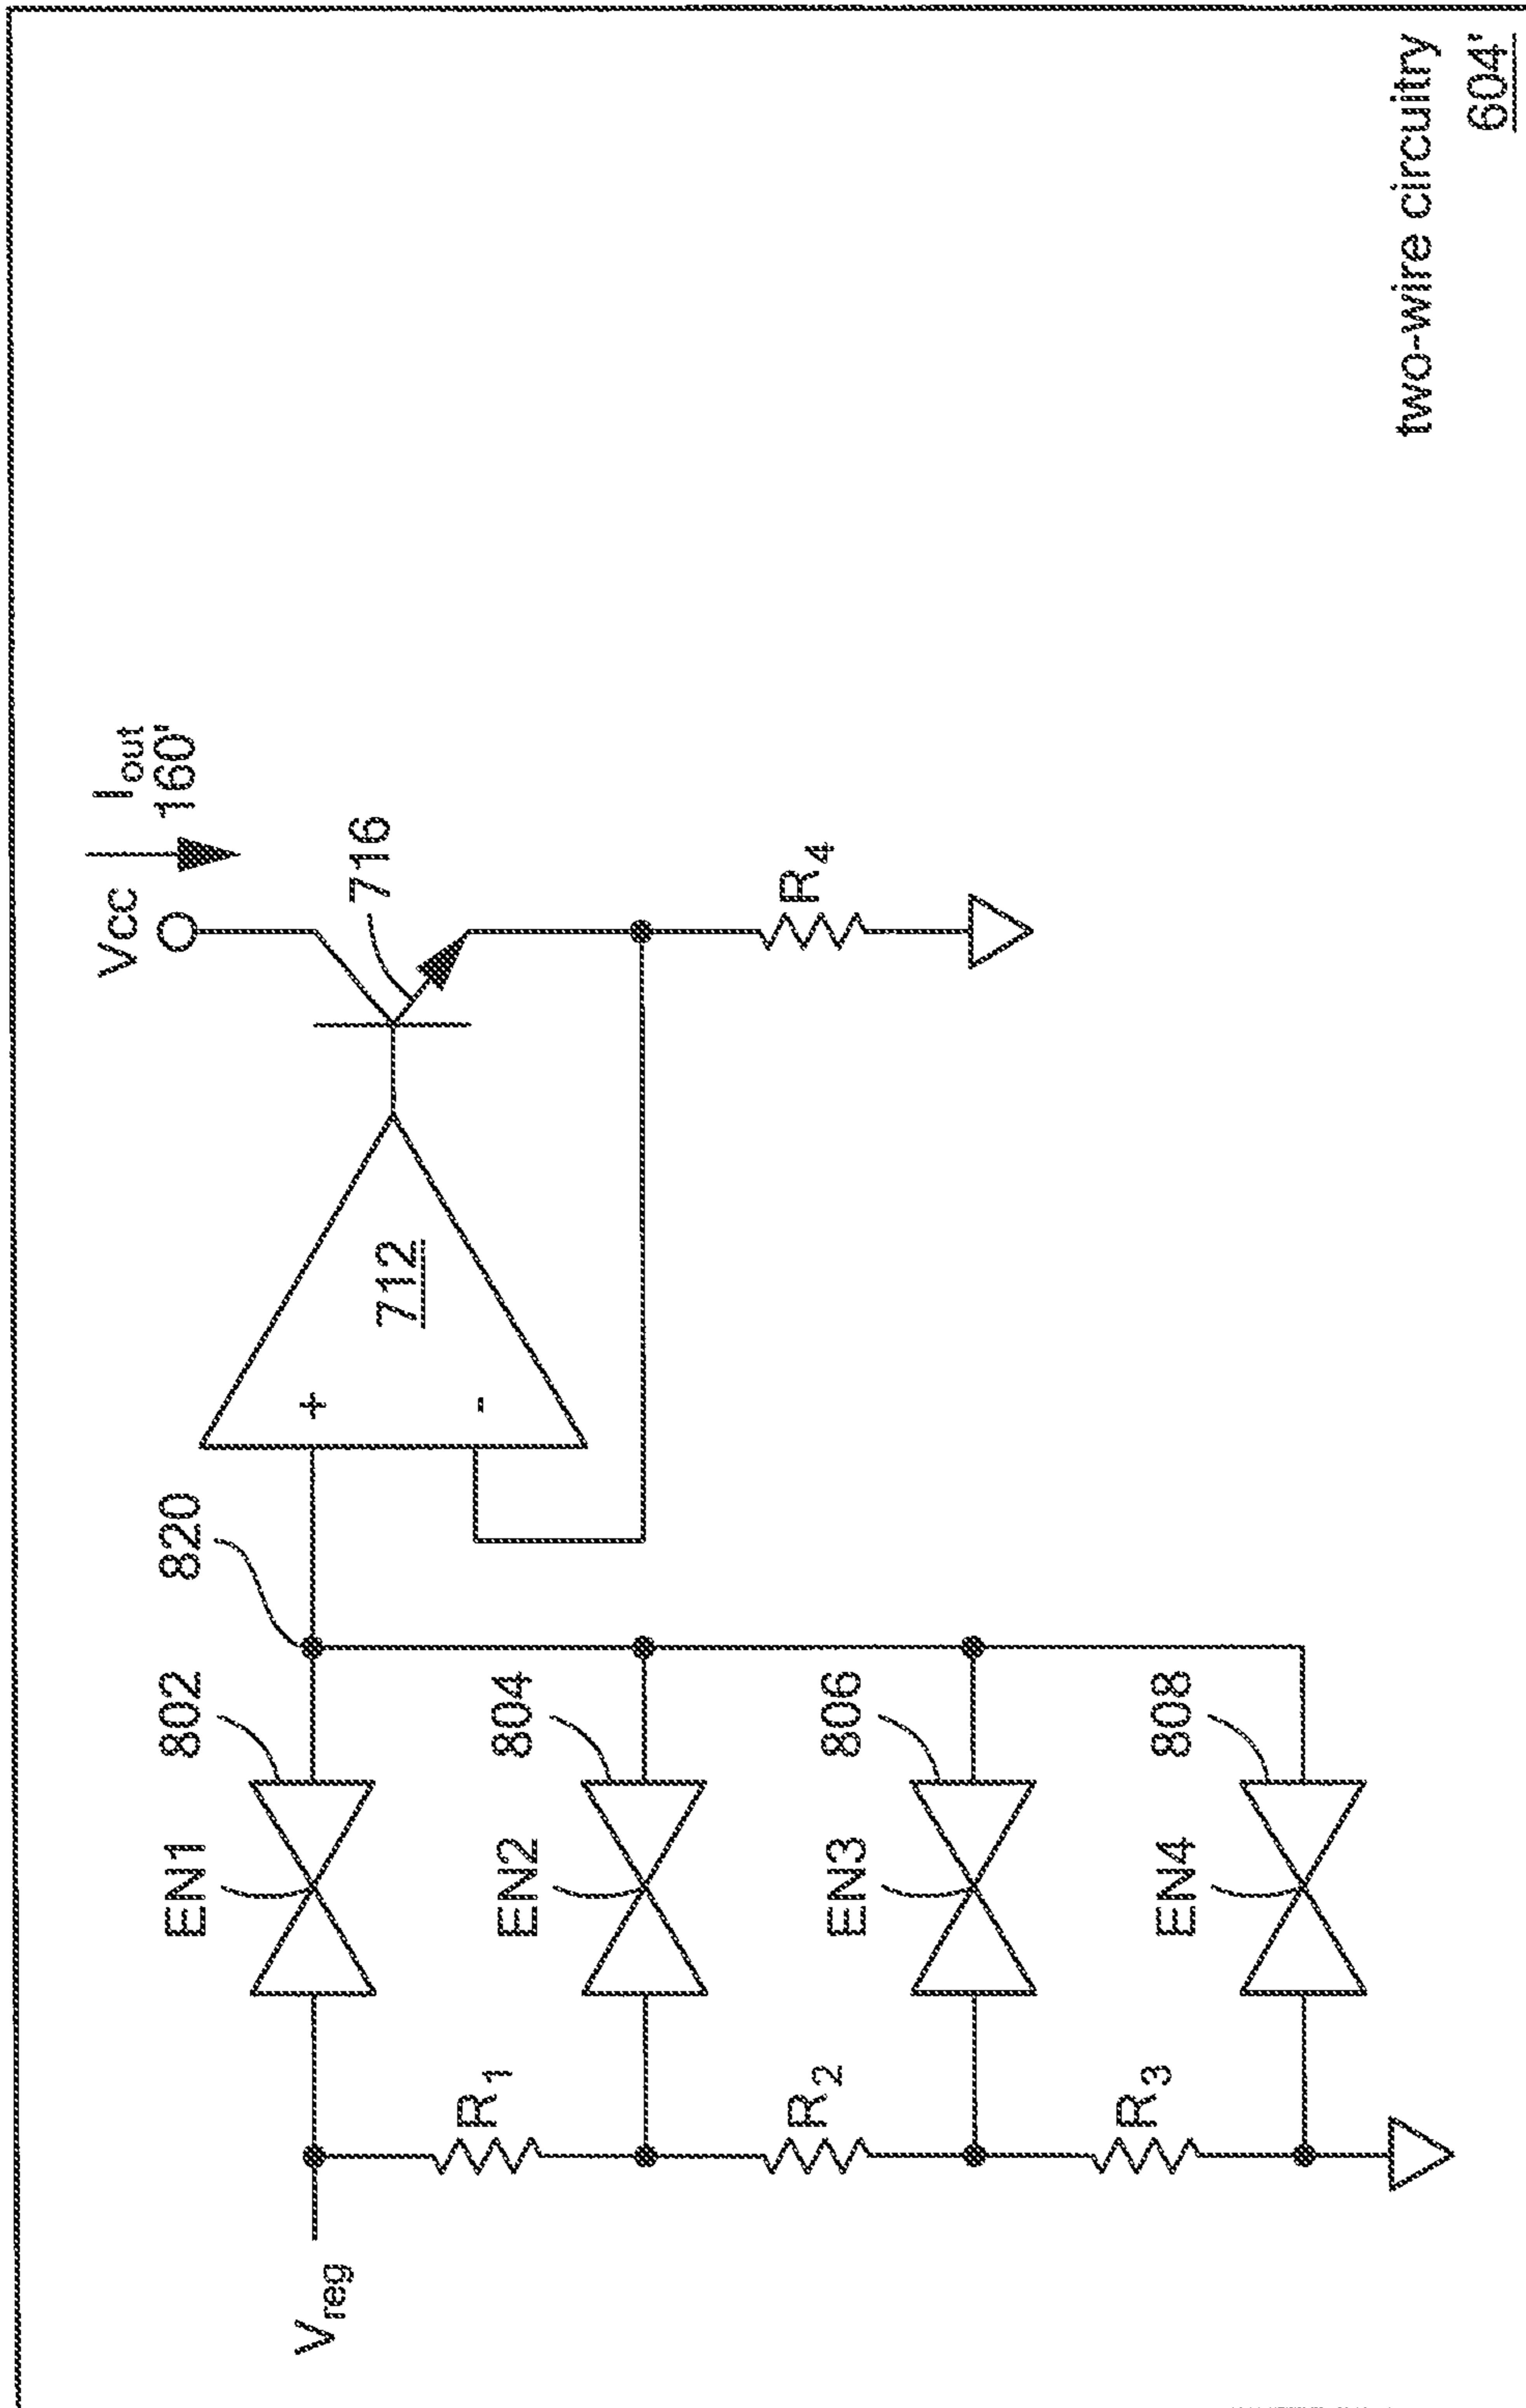 Vreg
EN1
802
820
R1
EN2
804
R2
EN3
806
R3
EN4
808
+
-
712
Vcc
Iout
160'
716
R4
two-wire circuitry
604'